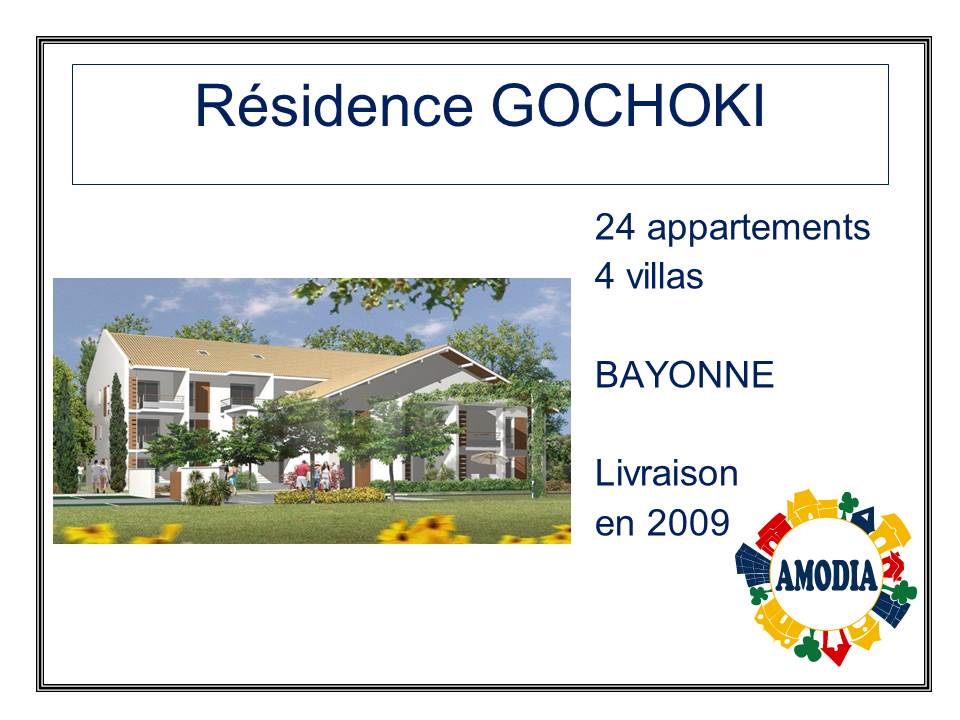 Résidence GOCHOKI
24 appartements
4 villas
BAYONNE
Livraison
en 2009
AMODIA